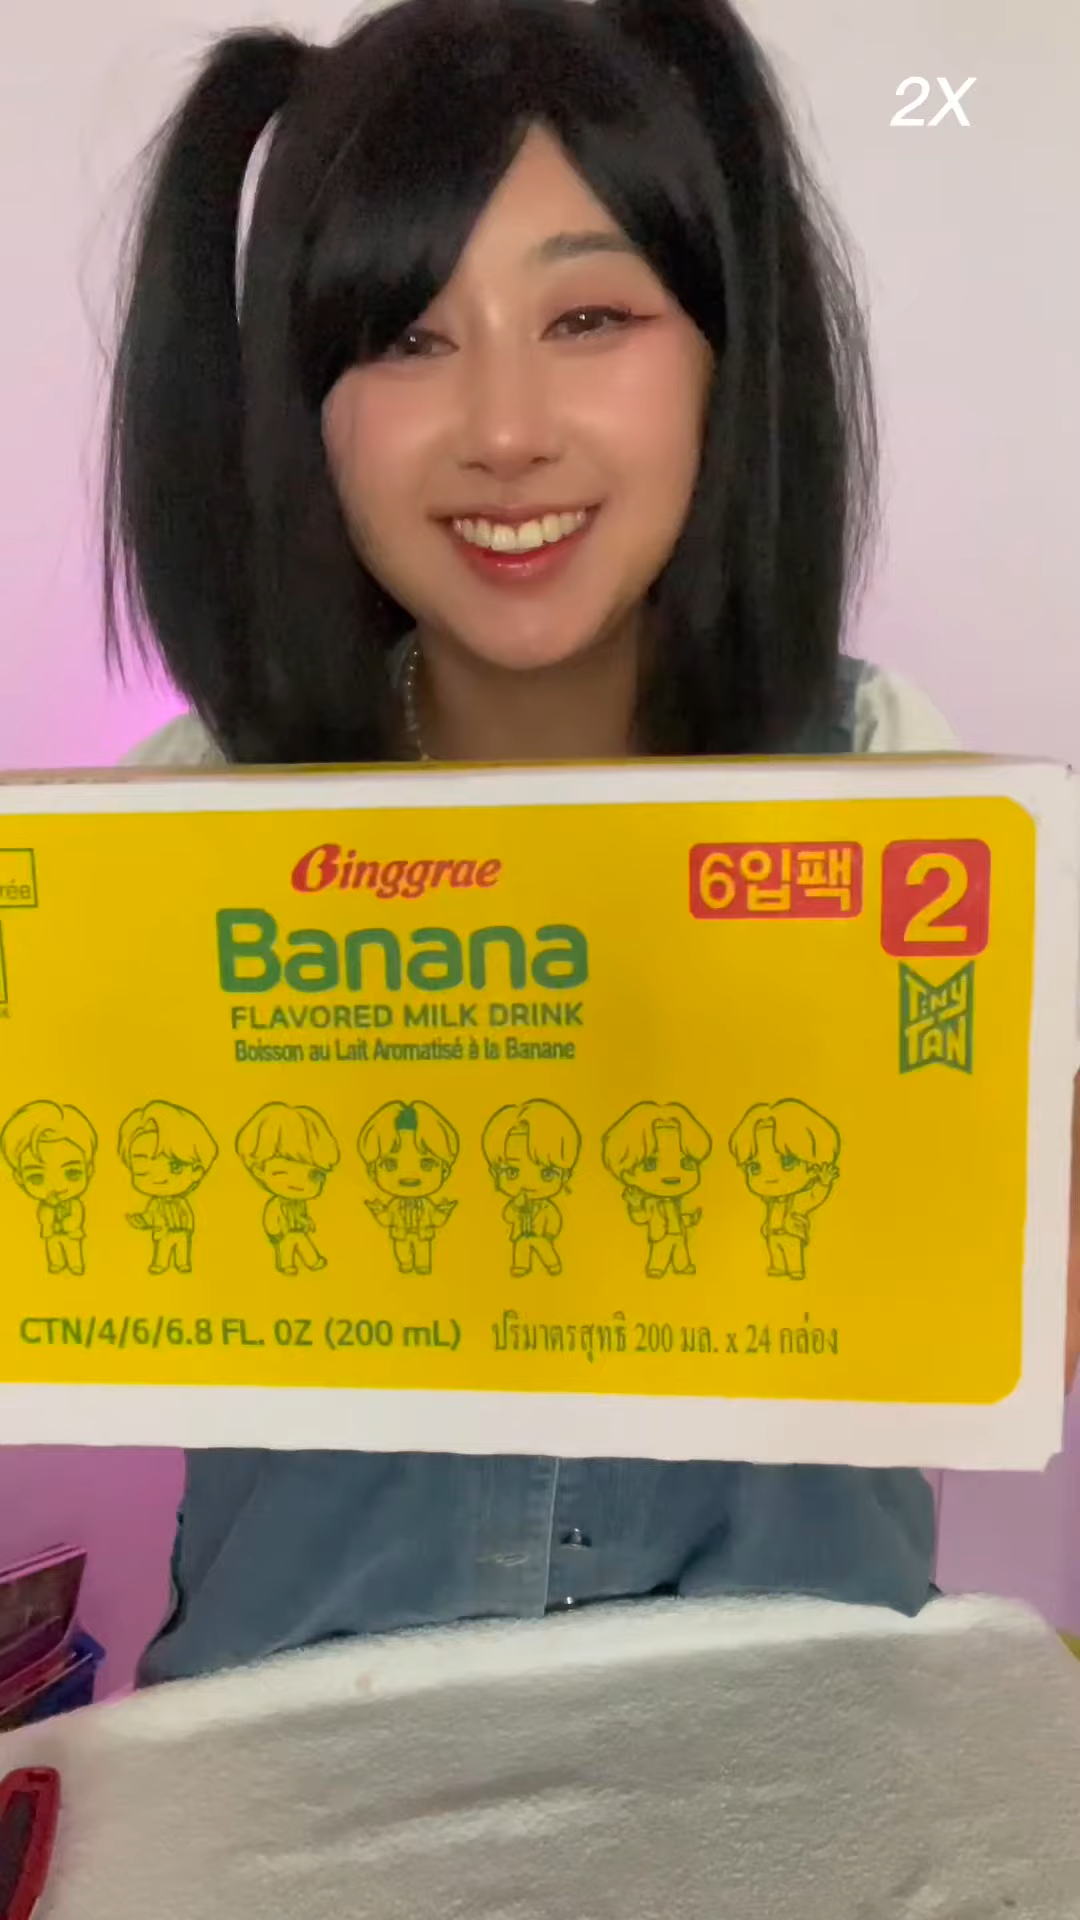 2X
Binggrae
6입팩
2
Banana
FLAVORED MILK DRINK
Boisson au Lait Aromatisé à la Banane
TINY
TAN
CTN/4/6/6.8 FL. OZ (200 mL)
ปริมาตรสุทธิ 200 มล. x 24 กล่อง